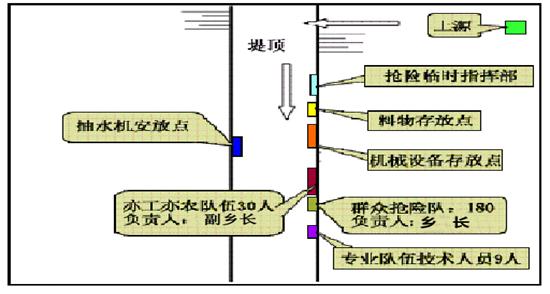 上源
堤顶
抢险临时指挥部
料物存放点
抽水机安放点
机械设备存放点
亦工亦农队伍30人
负责人: 副乡长
群众抢险队: 180
负责人: 乡 长
专业队伍技术人员9人